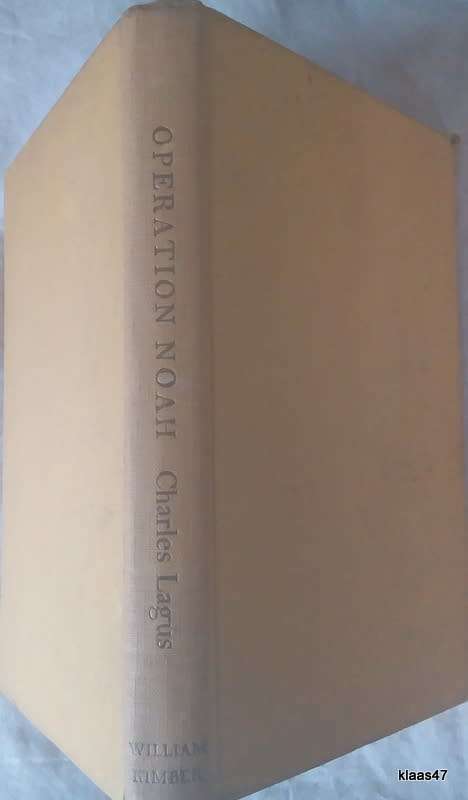 OPERATION NOAH Charles Lagus
WILLIAM
KIMBER
klaas47